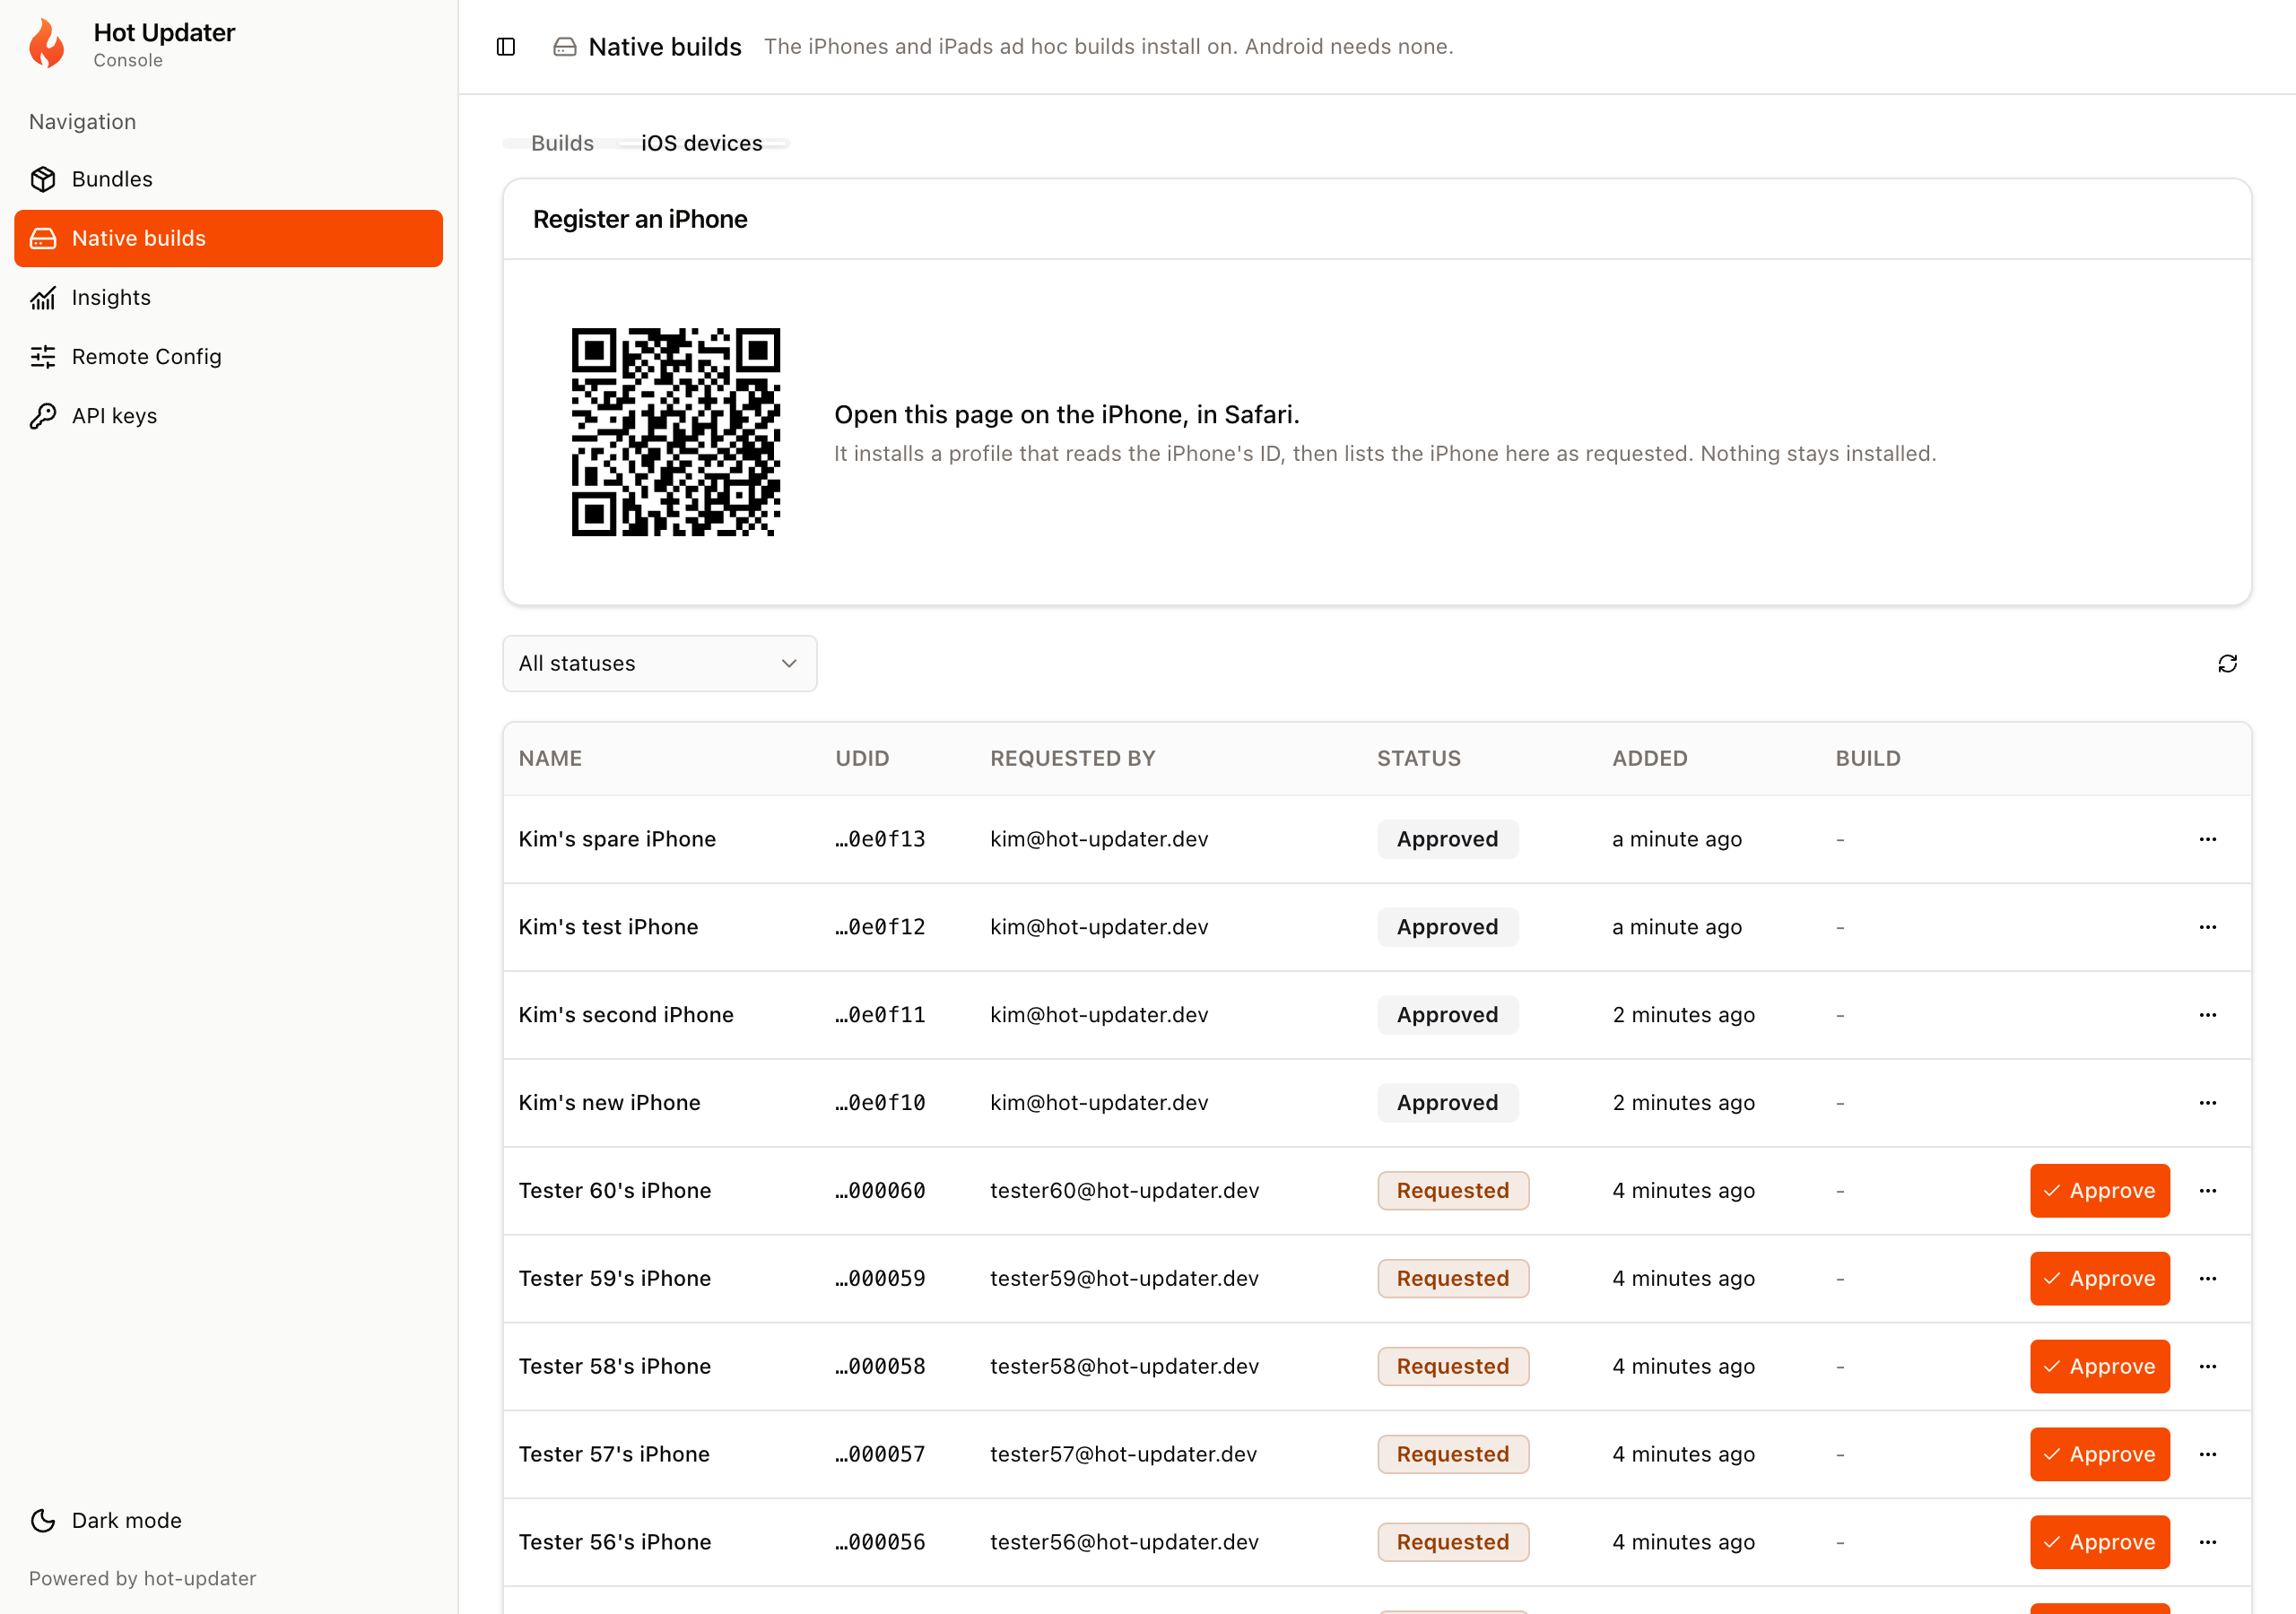 Hot Updater
Console
Navigation
Bundles
Native builds
Insights
Remote Config
API keys
Dark mode
Powered by hot-updater
Native builds The iPhones and iPads ad hoc builds install on. Android needs none.
Builds iOS devices
Register an iPhone
Open this page on the iPhone, in Safari.
It installs a profile that reads the iPhone's ID, then lists the iPhone here as requested. Nothing stays installed.
All statuses
NAME UDID REQUESTED BY STATUS ADDED BUILD
Kim's spare iPhone …0e0f13 kim@hot-updater.dev Approved a minute ago -
Kim's test iPhone …0e0f12 kim@hot-updater.dev Approved a minute ago -
Kim's second iPhone …0e0f11 kim@hot-updater.dev Approved 2 minutes ago -
Kim's new iPhone …0e0f10 kim@hot-updater.dev Approved 2 minutes ago -
Tester 60's iPhone …000060 tester60@hot-updater.dev Requested 4 minutes ago - Approve
Tester 59's iPhone …000059 tester59@hot-updater.dev Requested 4 minutes ago - Approve
Tester 58's iPhone …000058 tester58@hot-updater.dev Requested 4 minutes ago - Approve
Tester 57's iPhone …000057 tester57@hot-updater.dev Requested 4 minutes ago - Approve
Tester 56's iPhone …000056 tester56@hot-updater.dev Requested 4 minutes ago - Approve